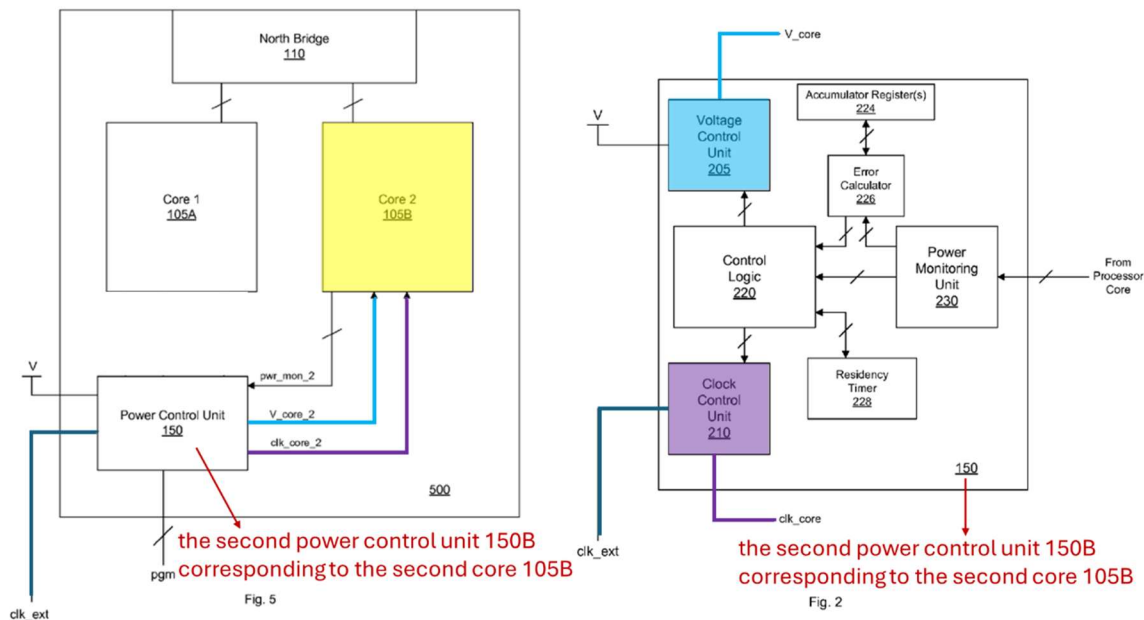 North Bridge
110
Core 1
105A
Core 2
105B
V
pwr_mon_2
Power Control Unit
150
V_core_2
clk_core_2
500
the second power control unit 150B
corresponding to the second core 105B
pgm
Fig. 5
clk_ext
V_core
V
Voltage
Control
Unit
205
Accumulator Register(s)
224
Error
Calculator
226
Control
Logic
220
Power
Monitoring
Unit
230
From
Processor
Core
Clock
Control
Unit
210
Residency
Timer
228
150
clk_core
clk_ext
the second power control unit 150B
corresponding to the second core 105B
Fig. 2